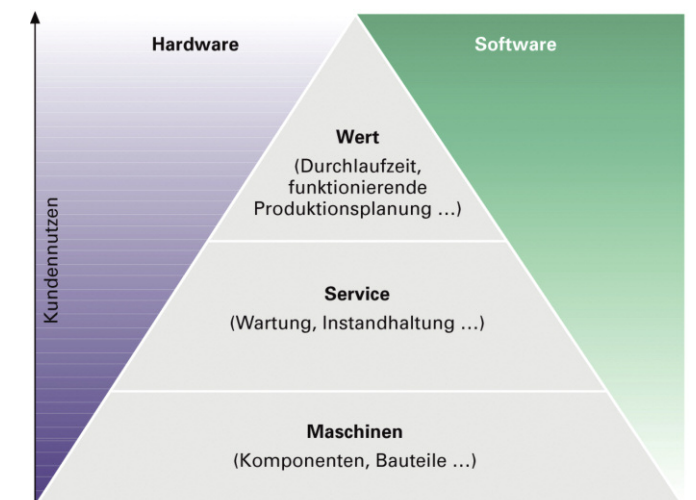 Hardware
Software
Wert
(Durchlaufzeit,
funktionierende
Produktionsplanung ...)
Kundennutzen
Service
(Wartung, Instandhaltung ...)
Maschinen
(Komponenten, Bauteile ...)